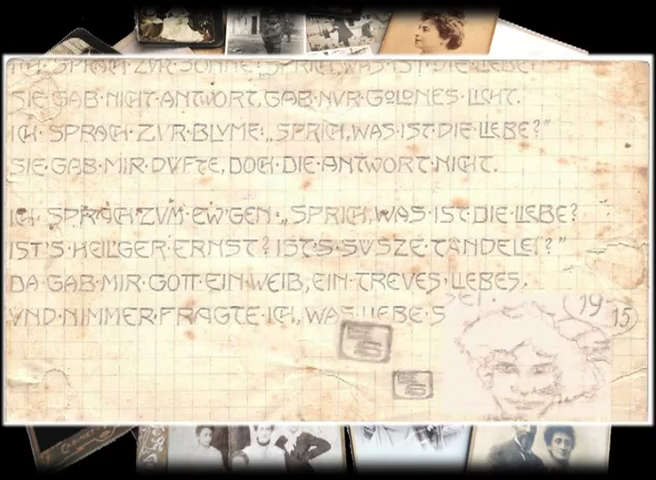 ICH·SPRACH·ZVR·SONNE:„SPRICH,WAS·IST·DIE·LIEBE?
SIE·GAB·NICHT·ANTWORT,GAB·NVR·GOLDNES·LICHT.
ICH·SPRACH·ZVR·BLVME:„SPRICH,WAS·IST·DIE·LIEBE?”
SIE·GAB·MIR·DVFTE,DOCH·DIE·ANTWORT·NICHT.
ICH·SPRACH·ZVM·EW'GEN:„SPRICH,WAS·IST·DIE·LIEBE?
IST'S·HEIL'GER·ERNST?IST'S·SVSZE·TÄNDELEI?”
DA·GAB·MIR·GOTT·EIN·WEIB,EIN·TREVES·LIEBES,
VND·NIMMER·FRAGTE·ICH,WAS·LIEBE·SEI.
1915